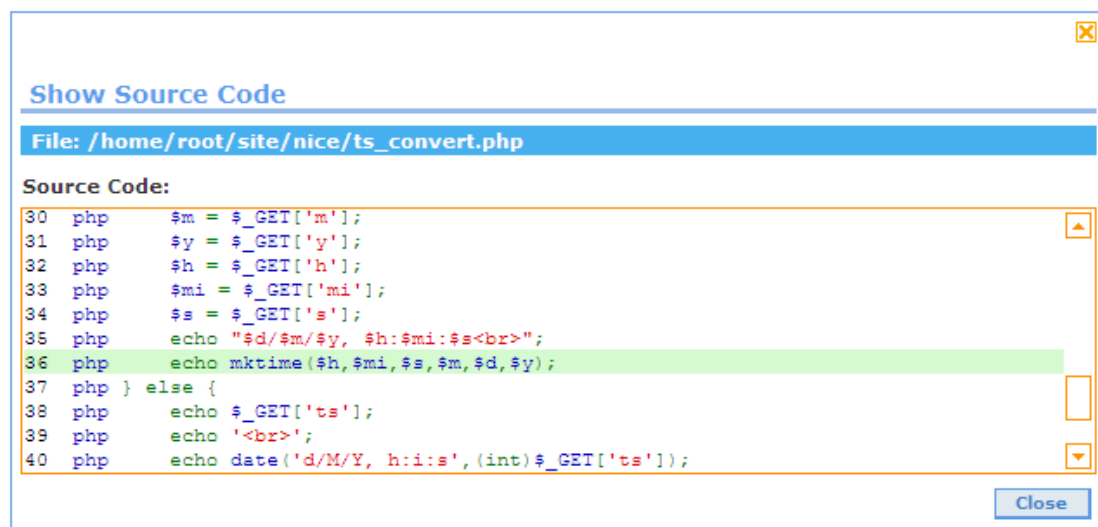 Show Source Code
File: /home/root/site/nice/ts_convert.php
Source Code:
30 php $m = $_GET['m'];
31 php $y = $_GET['y'];
32 php $h = $_GET['h'];
33 php $mi = $_GET['mi'];
34 php $s = $_GET['s'];
35 php echo "$d/$m/$y, $h:$mi:$s<br>";
36 php echo mktime($h,$mi,$s,$m,$d,$y);
37 php } else {
38 php echo $_GET['ts'];
39 php echo '<br>';
40 php echo date('d/M/Y, h:i:s',(int)$_GET['ts']);
Close